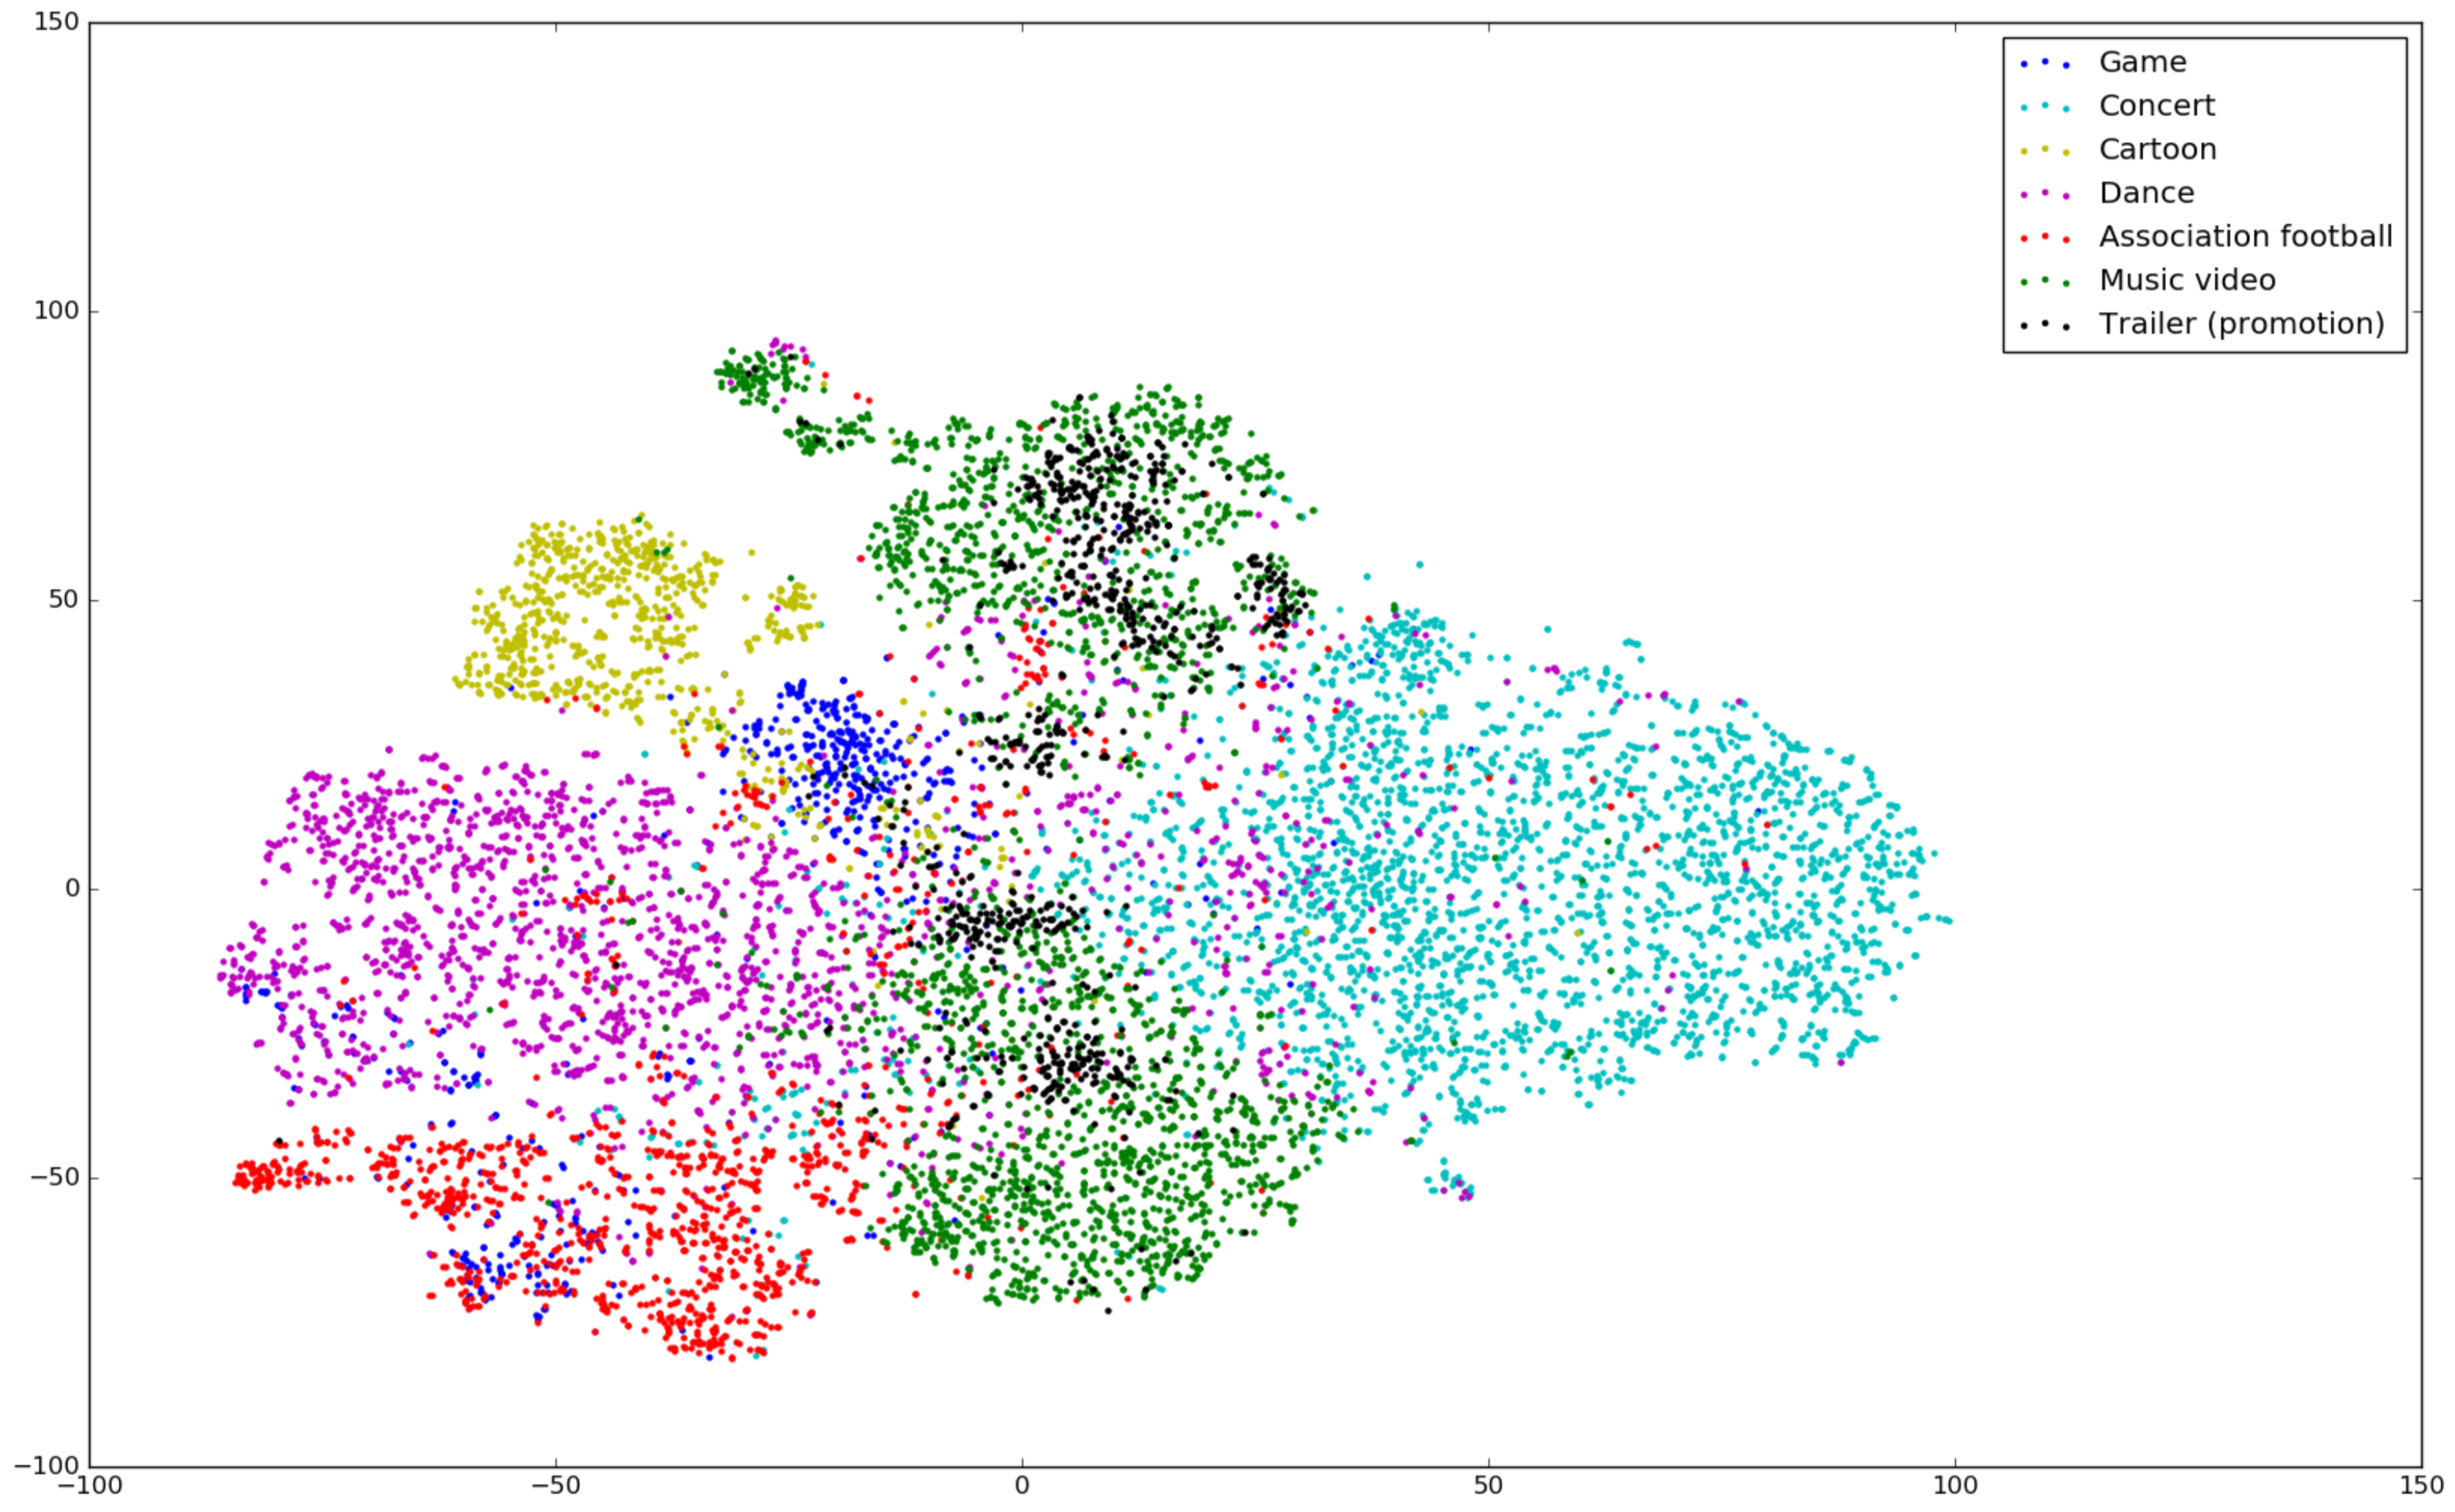 150
100
50
0
−50
−100
−100
−50
0
50
100
150
Game
Concert
Cartoon
Dance
Association football
Music video
Trailer (promotion)